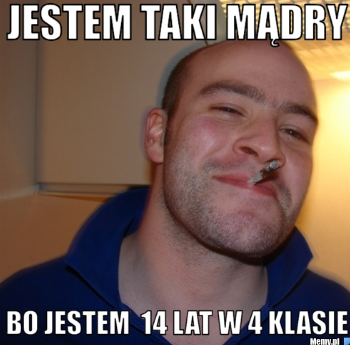 JESTEM TAKI MĄDRY
BO JESTEM 14 LAT W 4 KLASIE
Memy.pl